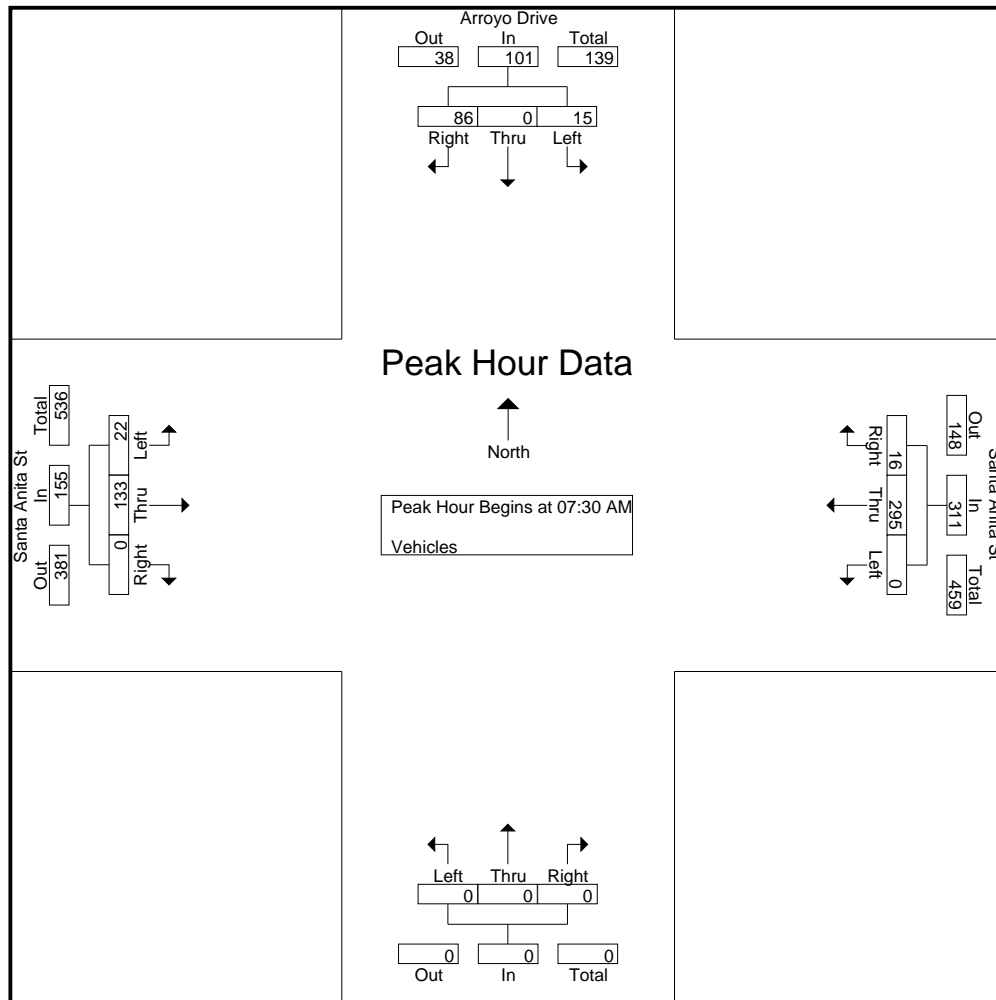 Arroyo Drive
Out In Total
38 101 139
86 0 15
Right Thru Left
Peak Hour Data
North
Peak Hour Begins at 07:30 AM
Vehicles
Santa Anita St
Total In Out
536 155 381
22 133 0
Left Thru Right
Santa Anita St
Out In Total
148 311 459
16 295 0
Right Thru Left
Left Thru Right
0 0 0
0 0 0
Out In Total